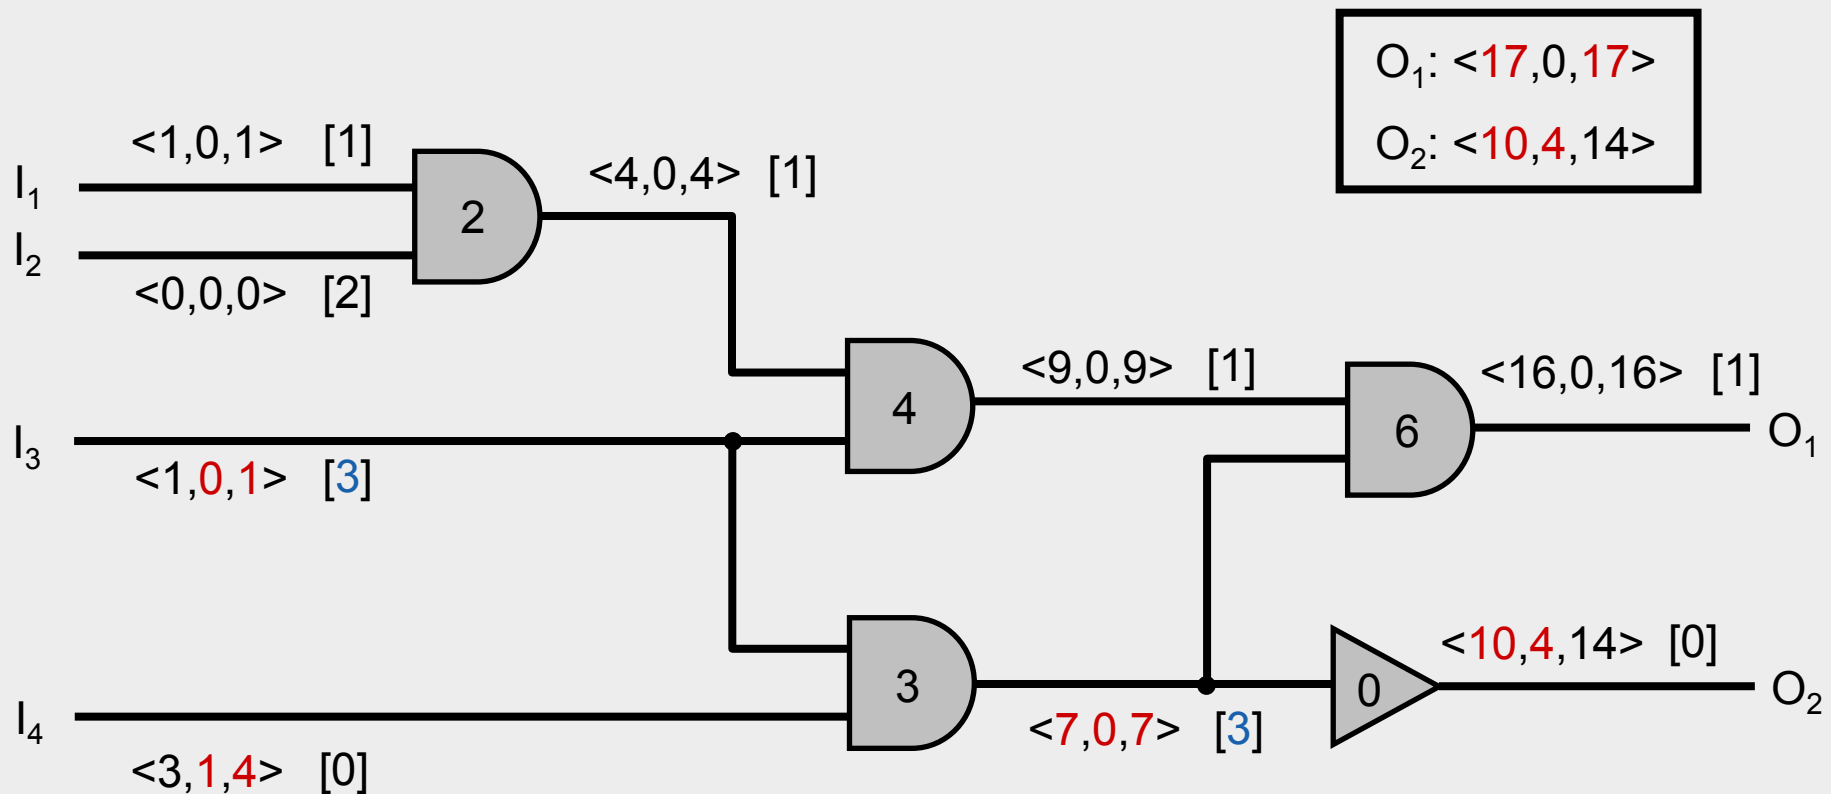 O₁: <17,0,17>
O₂: <10,4,14>
<1,0,1> [1]
I₁
2
<4,0,4> [1]
I₂
<0,0,0> [2]
4
<9,0,9> [1]
6
<16,0,16> [1]
O₁
I₃
<1,0,1> [3]
3
0
<10,4,14> [0]
O₂
I₄
<7,0,7> [3]
<3,1,4> [0]